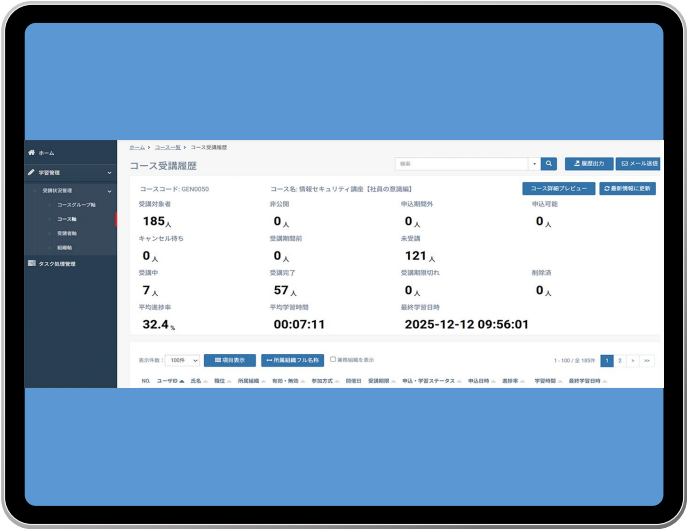 ホーム
学習管理
受講状況管理
コースグループ軸
コース軸
受講者軸
組織軸
タスク処理管理
ホーム › コース一覧 › コース受講履歴
コース受講履歴
検索
履歴出力
メール送信
コースコード: GEN0050
コース名: 情報セキュリティ講座【社員の意識編】
コース詳細プレビュー
最新情報に更新
受講対象者 非公開 申込期間外 申込可能
185人 0人 0人 0人
キャンセル待ち 受講期間前 未受講
0人 0人 121人
受講中 受講完了 受講期限切れ 削除済
7人 57人 0人 0人
平均進捗率 平均学習時間 最終学習日時
32.4% 00:07:11 2025-12-12 09:56:01
表示件数 : 100件 項目表示 所属組織フル名称 兼務組織を表示 1 - 100 / 全 185件 1 2 > >>
NO. ユーザID 氏名 職位 所属組織 有効・無効 参加方式 開催日 受講期限 申込・学習ステータス 申込日時 進捗率 学習時間 最終学習日時